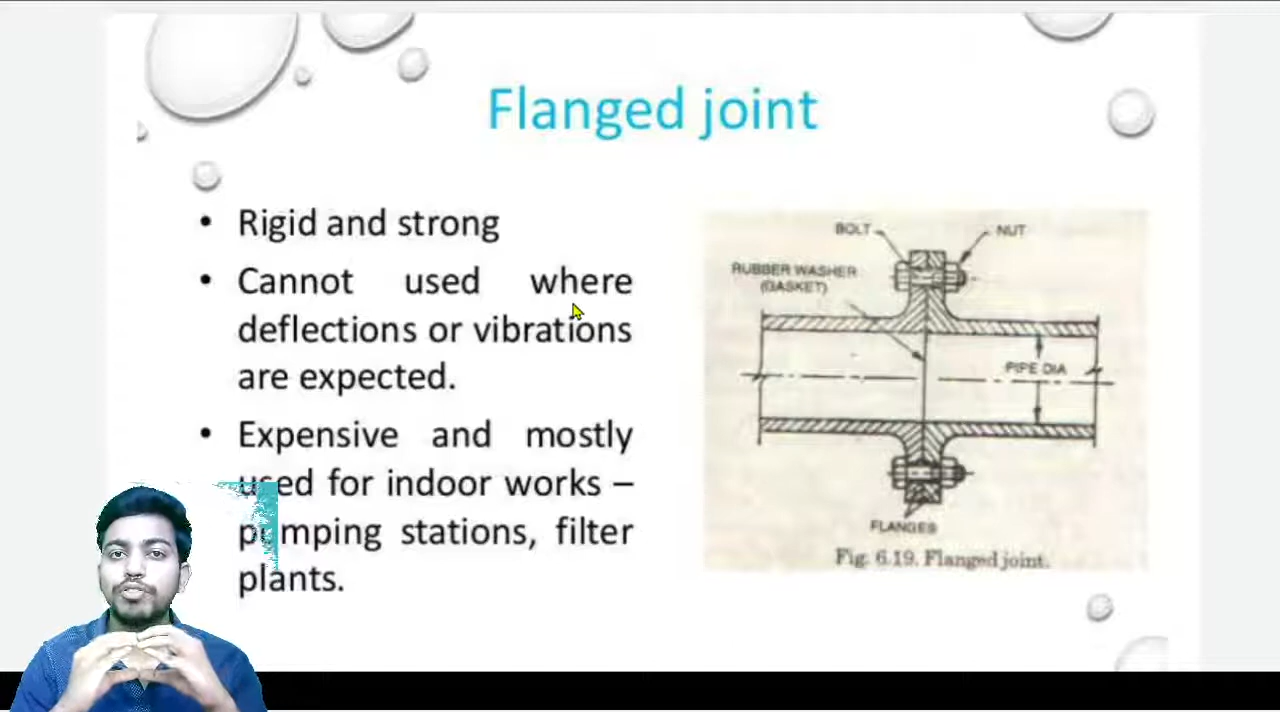 Flanged joint
• Rigid and strong
• Cannot used where
deflections or vibrations
are expected.
• Expensive and mostly
used for indoor works –
pumping stations, filter
plants.
BOLT
NUT
RUBBER WASHER
(GASKET)
PIPE DIA
FLANGES
Fig. 6.19. Flanged joint.